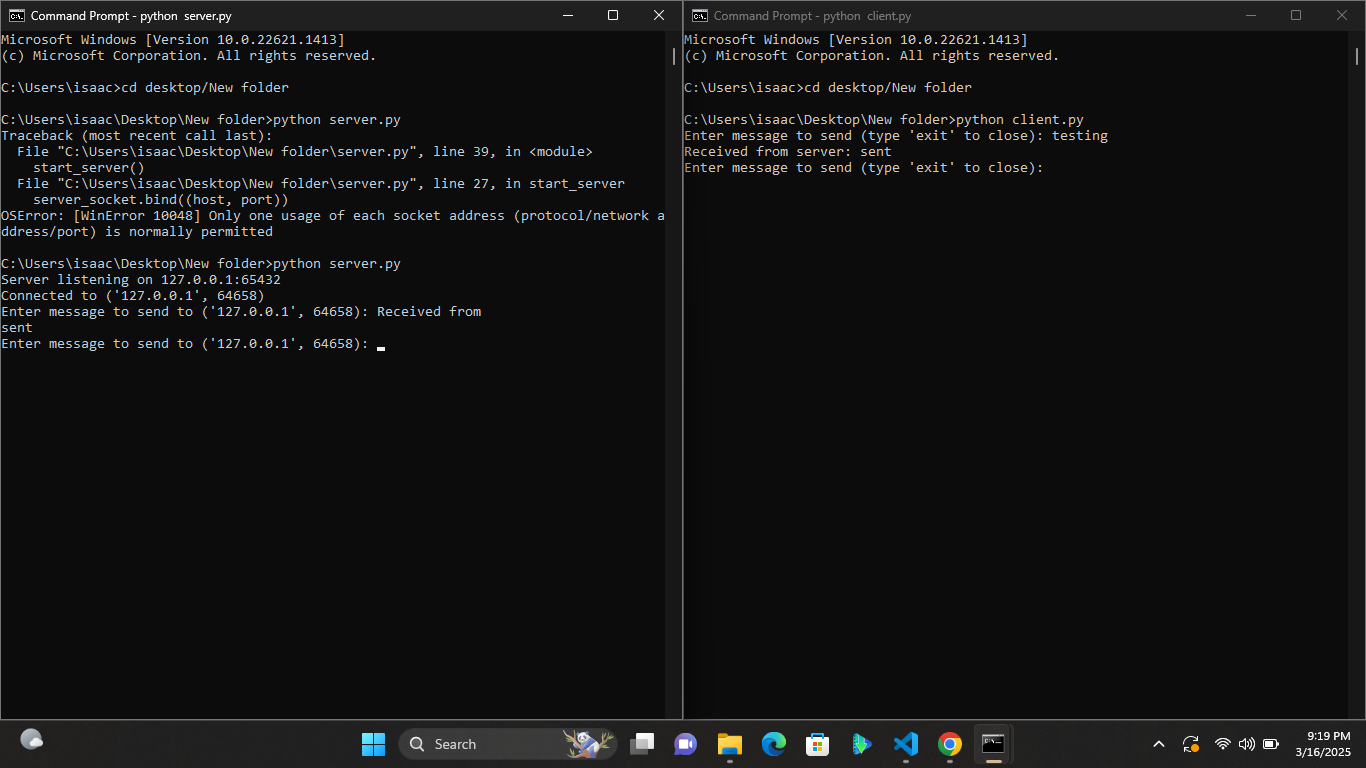 Command Prompt - python server.py
Microsoft Windows [Version 10.0.22621.1413]
(c) Microsoft Corporation. All rights reserved.
C:\Users\isaac>cd desktop/New folder
C:\Users\isaac\Desktop\New folder>python server.py
Traceback (most recent call last):
  File "C:\Users\isaac\Desktop\New folder\server.py", line 39, in <module>
    start_server()
  File "C:\Users\isaac\Desktop\New folder\server.py", line 27, in start_server
    server_socket.bind((host, port))
OSError: [WinError 10048] Only one usage of each socket address (protocol/network a
ddress/port) is normally permitted
C:\Users\isaac\Desktop\New folder>python server.py
Server listening on 127.0.0.1:65432
Connected to ('127.0.0.1', 64658)
Enter message to send to ('127.0.0.1', 64658): Received from
sent
Enter message to send to ('127.0.0.1', 64658):
Command Prompt - python client.py
Microsoft Windows [Version 10.0.22621.1413]
(c) Microsoft Corporation. All rights reserved.
C:\Users\isaac>cd desktop/New folder
C:\Users\isaac\Desktop\New folder>python client.py
Enter message to send (type 'exit' to close): testing
Received from server: sent
Enter message to send (type 'exit' to close):
Search
9:19 PM
3/16/2025